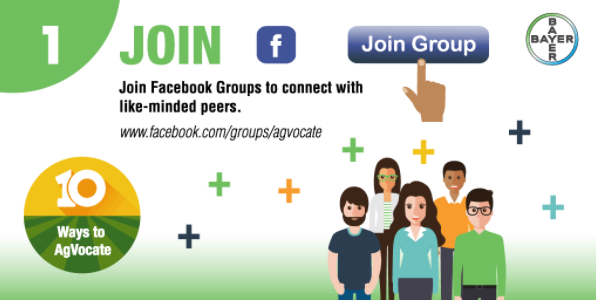 1
JOIN
f
Join Group
BAYER
BAYER
Join Facebook Groups to connect with
like-minded peers.
www.facebook.com/groups/agvocate
10
Ways to
AgVocate